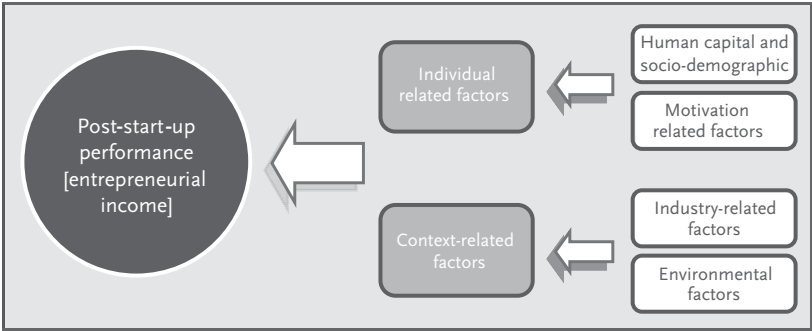 Post-start-up
performance
[entrepreneurial
income]
Individual
related factors
Human capital and
socio-demographic
Motivation
related factors
Context-related
factors
Industry-related
factors
Environmental
factors